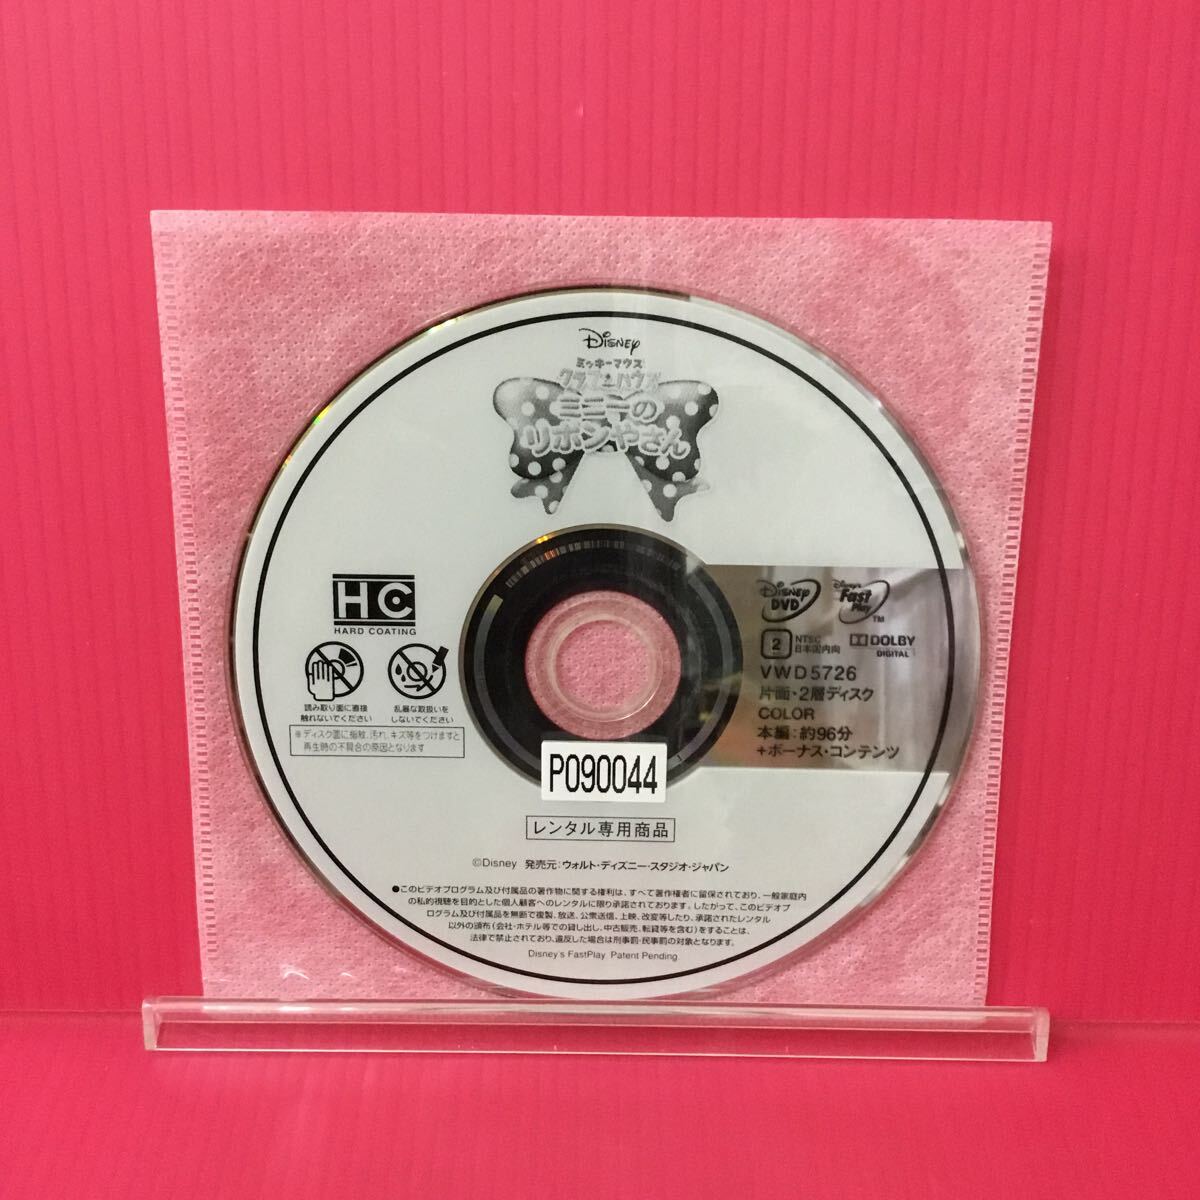 Disney
ミッキーマウス
クラブハウス
ミニーの
リボンやさん
HC
HARD COATING
読み取り面に直接
触れないでください
乱暴な取扱いを
しないでください
※ディスク面に指紋、汚れ、キズ等をつけますと
再生時の不具合の原因となります
Disney DVD
Disney's Fast Play TM
2 NTSC 日本国内向 DOLBY DIGITAL
VWD5726
片面・2層ディスク
COLOR
本編：約96分
+ボーナス・コンテンツ
P090044
レンタル専用商品
©Disney 発売元：ウォルト・ディズニー・スタジオ・ジャパン
●このビデオプログラム及び付属品の著作物に関する権利は、すべて著作権者に留保されており、一般家庭内
の私的視聴を目的とした個人顧客へのレンタルに限り承諾されております。したがって、このビデオプ
ログラム及び付属品を無断で複製、放送、公衆送信、上映、改変等したり、承諾されたレンタル
以外の頒布（会社・ホテル等での貸し出し、中古販売、転貸等を含む）をすることは、
法律で禁止されており、違反した場合は刑事罰・民事罰の対象となります。
Disney's FastPlay Patent Pending